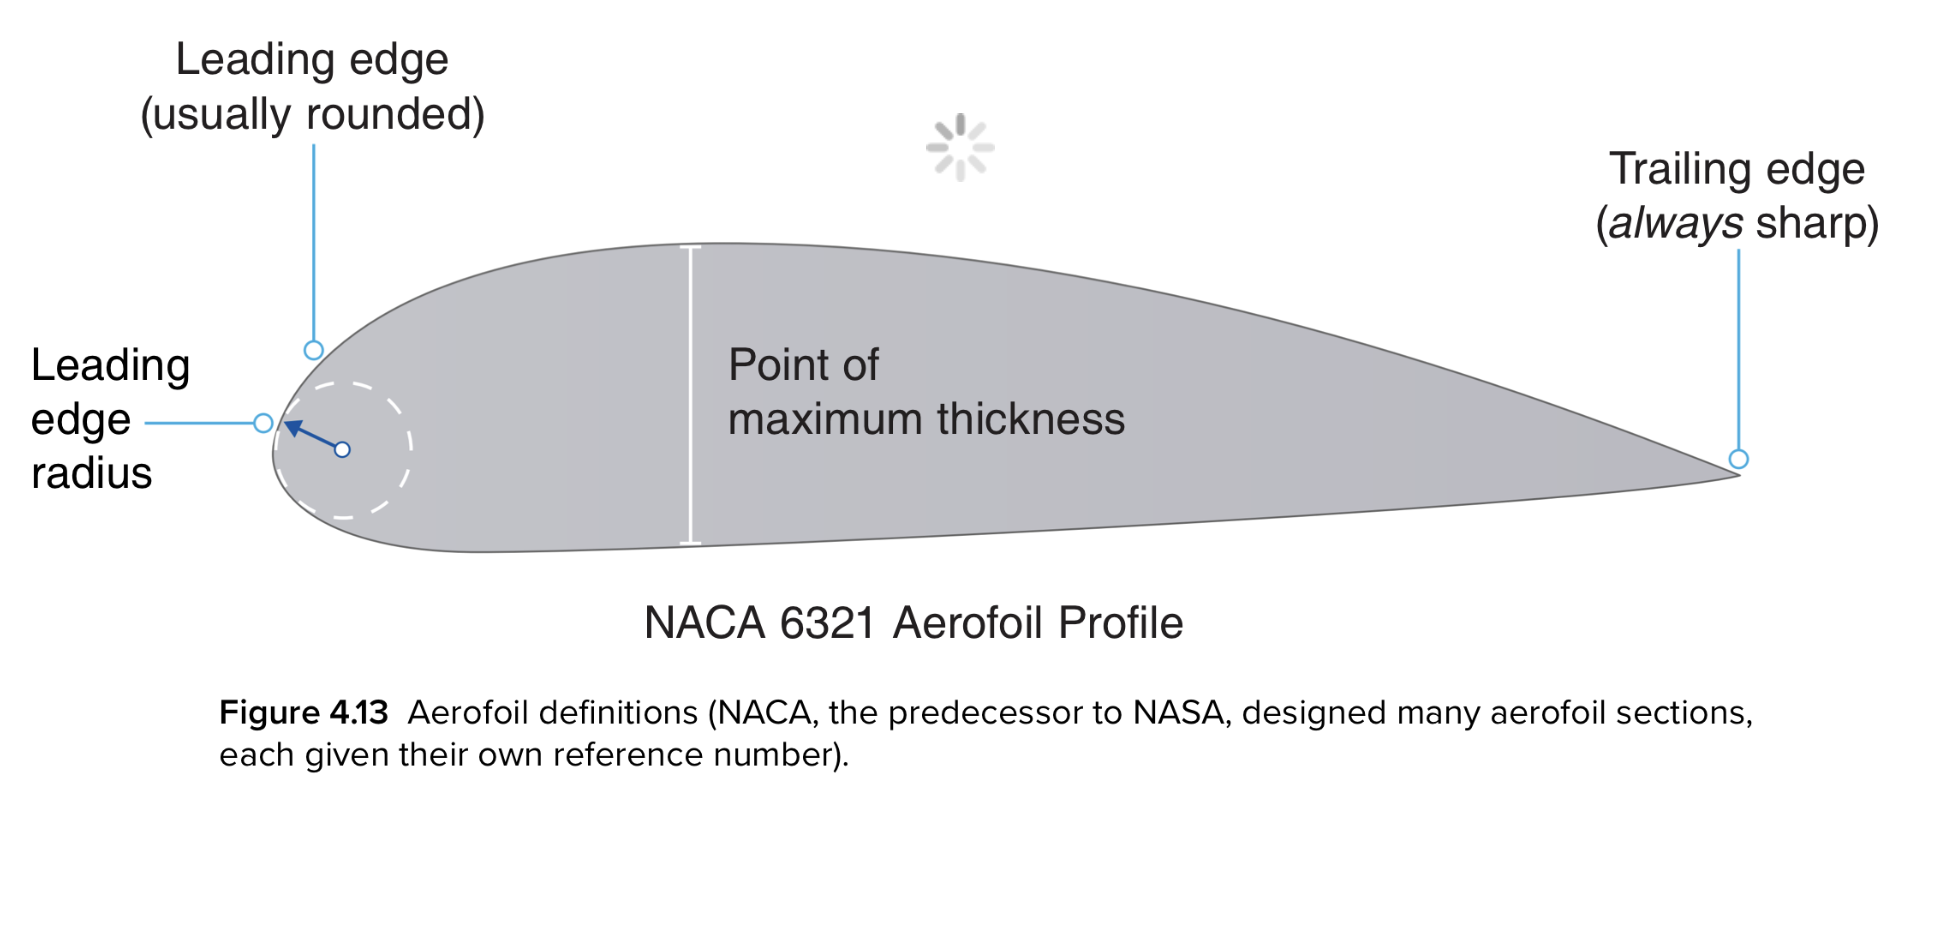 Leading edge
(usually rounded)
Trailing edge
(always sharp)
Leading
edge
radius
Point of
maximum thickness
NACA 6321 Aerofoil Profile
Figure 4.13 Aerofoil definitions (NACA, the predecessor to NASA, designed many aerofoil sections,
each given their own reference number).